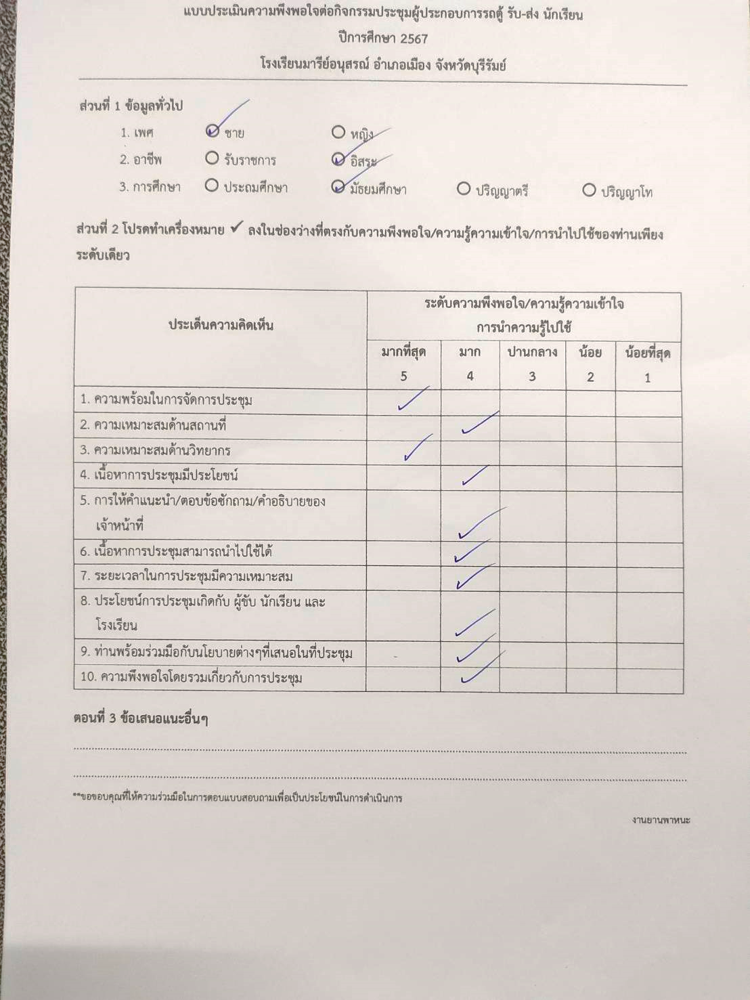 แบบประเมินความพึงพอใจต่อกิจกรรมประชุมผู้ประกอบการรถตู้ รับ-ส่ง นักเรียน
ปีการศึกษา 2567
โรงเรียนมารีย์อนุสรณ์ อำเภอเมือง จังหวัดบุรีรัมย์
ส่วนที่ 1 ข้อมูลทั่วไป
1. เพศ ชาย หญิง
2. อาชีพ รับราชการ อิสระ
3. การศึกษา ประถมศึกษา มัธยมศึกษา ปริญญาตรี ปริญญาโท
ส่วนที่ 2 โปรดทำเครื่องหมาย ✓ ลงในช่องว่างที่ตรงกับความพึงพอใจ/ความรู้ความเข้าใจ/การนำไปใช้ของท่านเพียง
ระดับเดียว
ประเด็นความคิดเห็น
ระดับความพึงพอใจ/ความรู้ความเข้าใจ
การนำความรู้ไปใช้
มากที่สุด มาก ปานกลาง น้อย น้อยที่สุด
5 4 3 2 1
1. ความพร้อมในการจัดการประชุม ✓
2. ความเหมาะสมด้านสถานที่ ✓
3. ความเหมาะสมด้านวิทยากร ✓
4. เนื้อหาการประชุมมีประโยชน์ ✓
5. การให้คำแนะนำ/ตอบข้อซักถาม/คำอธิบายของ
เจ้าหน้าที่ ✓
6. เนื้อหาการประชุมสามารถนำไปใช้ได้ ✓
7. ระยะเวลาในการประชุมมีความเหมาะสม ✓
8. ประโยชน์การประชุมเกิดกับ ผู้ขับ นักเรียน และ
โรงเรียน ✓
9. ท่านพร้อมร่วมมือกับนโยบายต่างๆที่เสนอในที่ประชุม ✓
10. ความพึงพอใจโดยรวมเกี่ยวกับการประชุม ✓
ตอนที่ 3 ข้อเสนอแนะอื่นๆ
**ขอขอบคุณที่ให้ความร่วมมือในการตอบแบบสอบถามเพื่อเป็นประโยชน์ในการดำเนินการ
งานยานพาหนะ